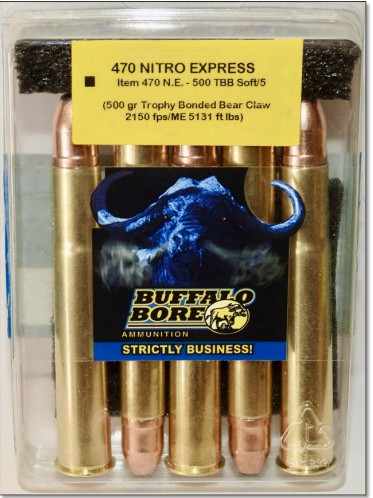 470 NITRO EXPRESS
Item 470 N.E. - 500 TBB Soft/5
(500 gr Trophy Bonded Bear Claw
2150 fps/ME 5131 ft lbs)
BUFFALO
BORE
AMMUNITION
STRICTLY BUSINESS!